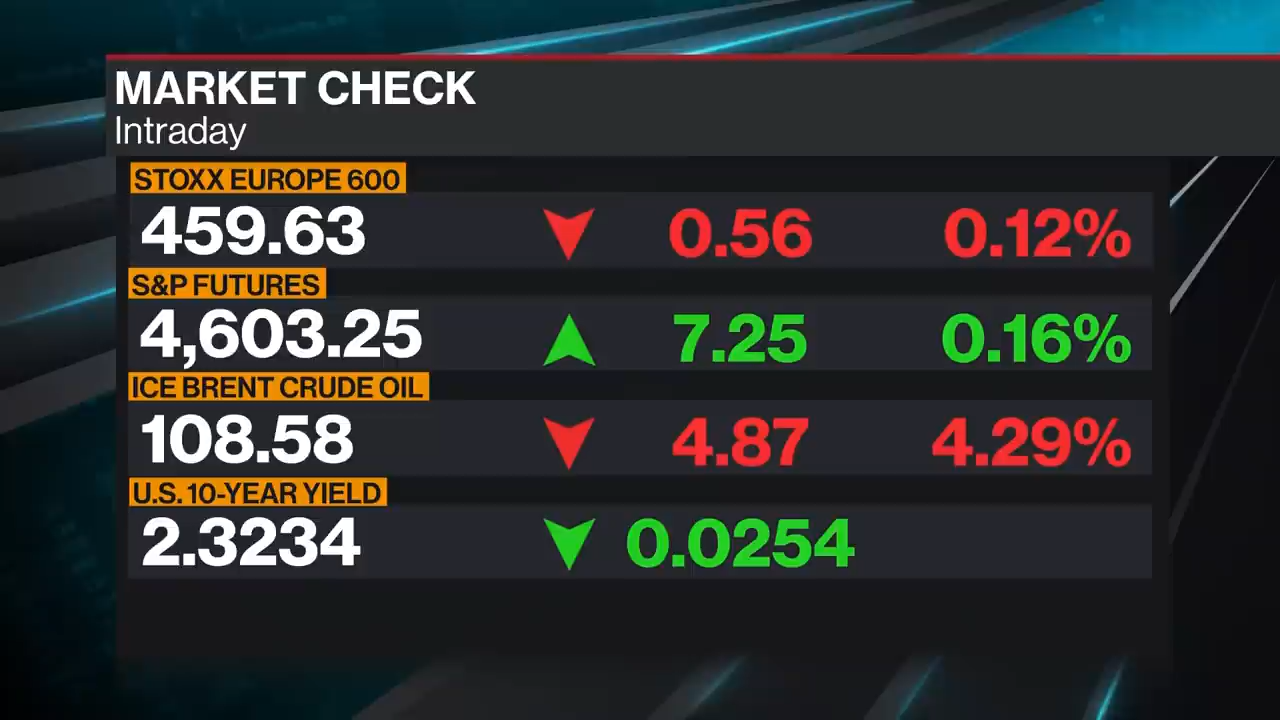 MARKET CHECK
Intraday
STOXX EUROPE 600
459.63 0.56 0.12%
S&P FUTURES
4,603.25 7.25 0.16%
ICE BRENT CRUDE OIL
108.58 4.87 4.29%
U.S. 10-YEAR YIELD
2.3234 0.0254